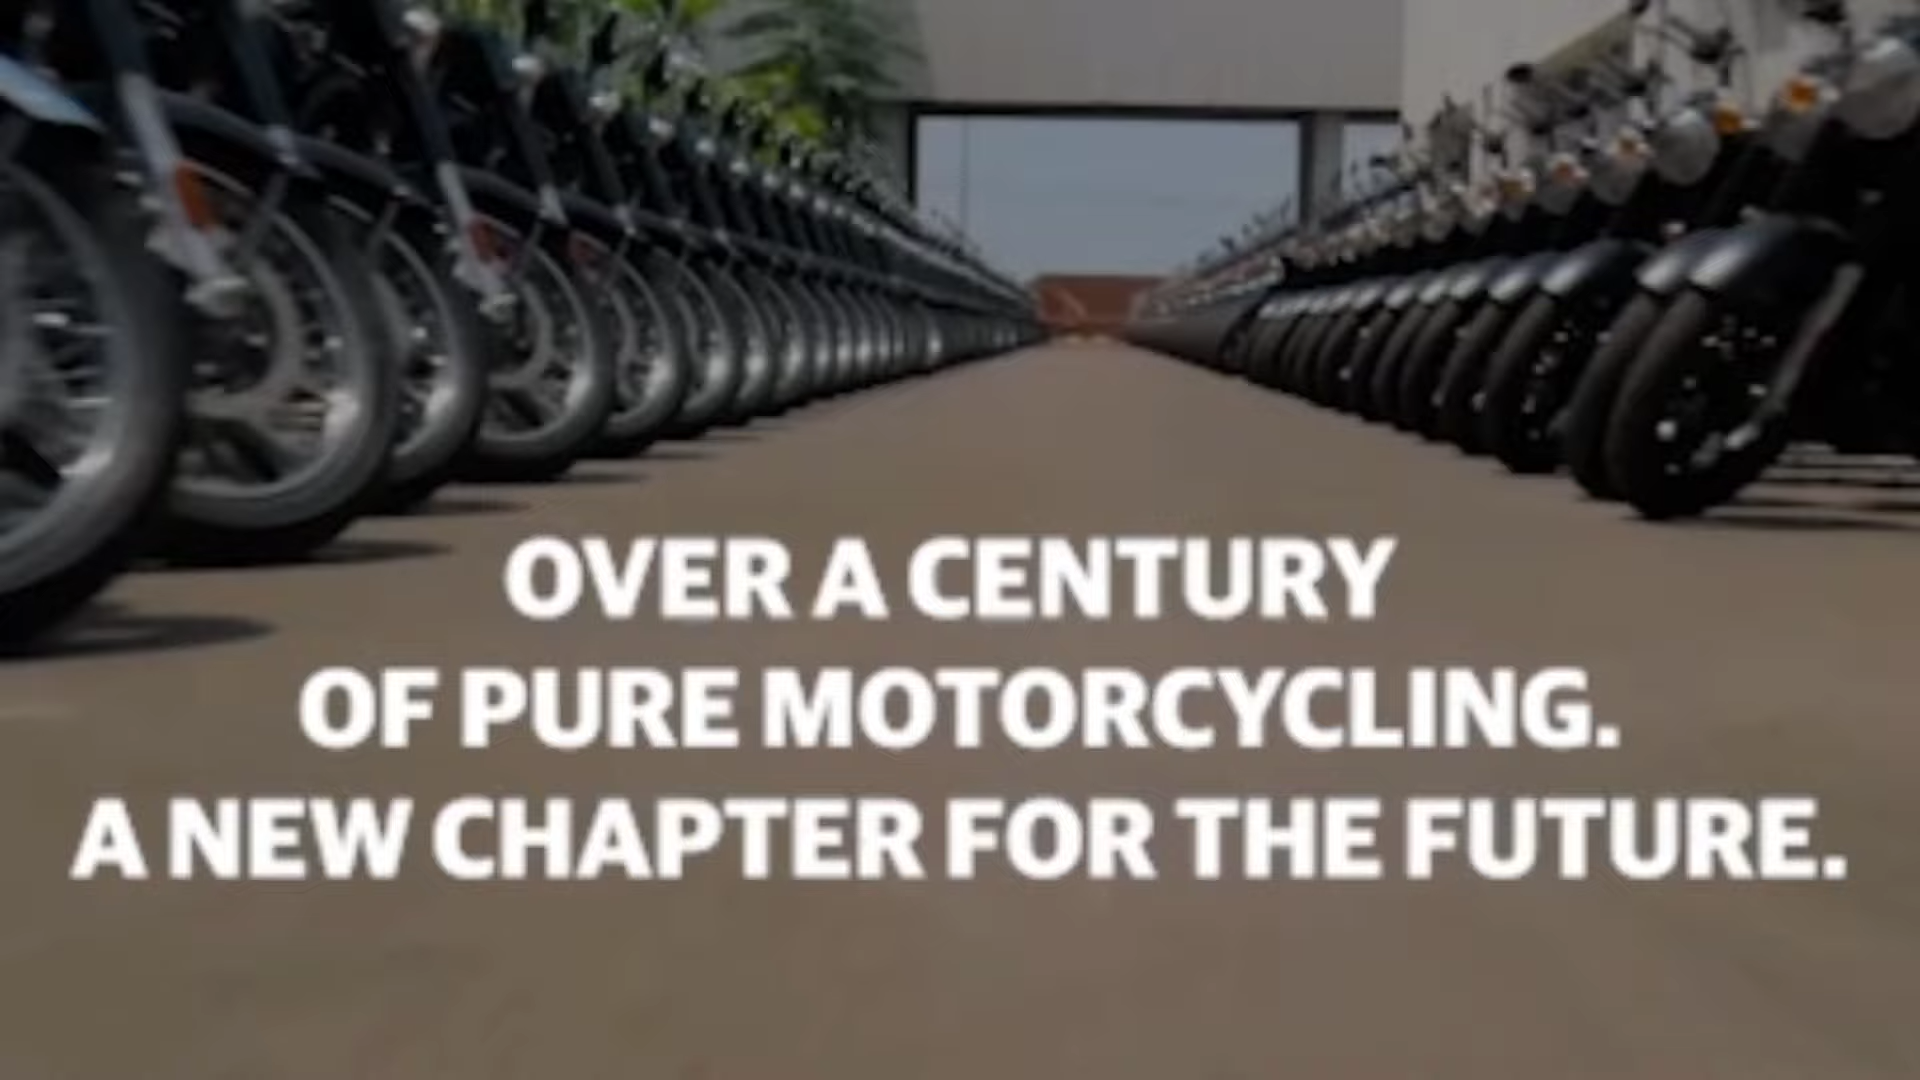 OVER A CENTURY
OF PURE MOTORCYCLING.
A NEW CHAPTER FOR THE FUTURE.